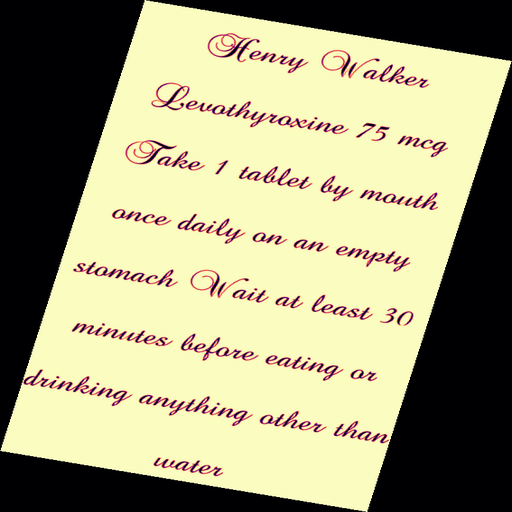 Henry Walker
Levothyroxine 75 mcg
Take 1 tablet by mouth
once daily on an empty
stomach Wait at least 30
minutes before eating or
drinking anything other than
water